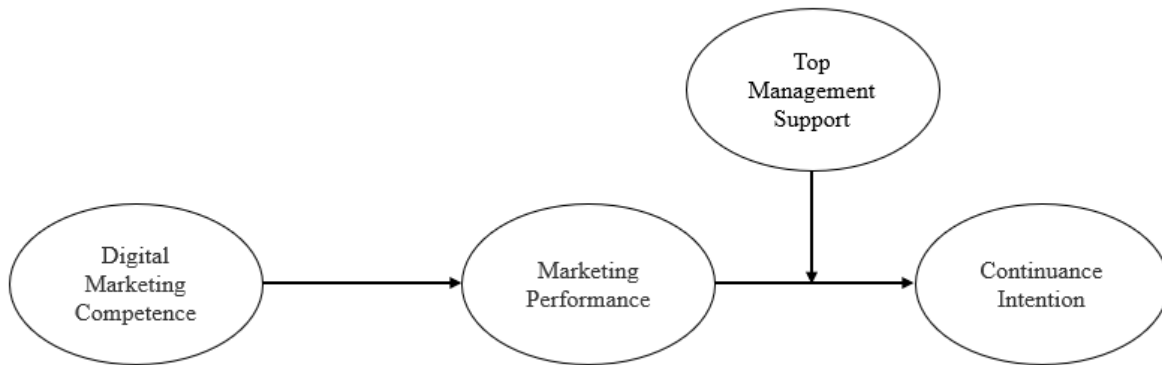 Top
Management
Support
Digital
Marketing
Competence
Marketing
Performance
Continuance
Intention